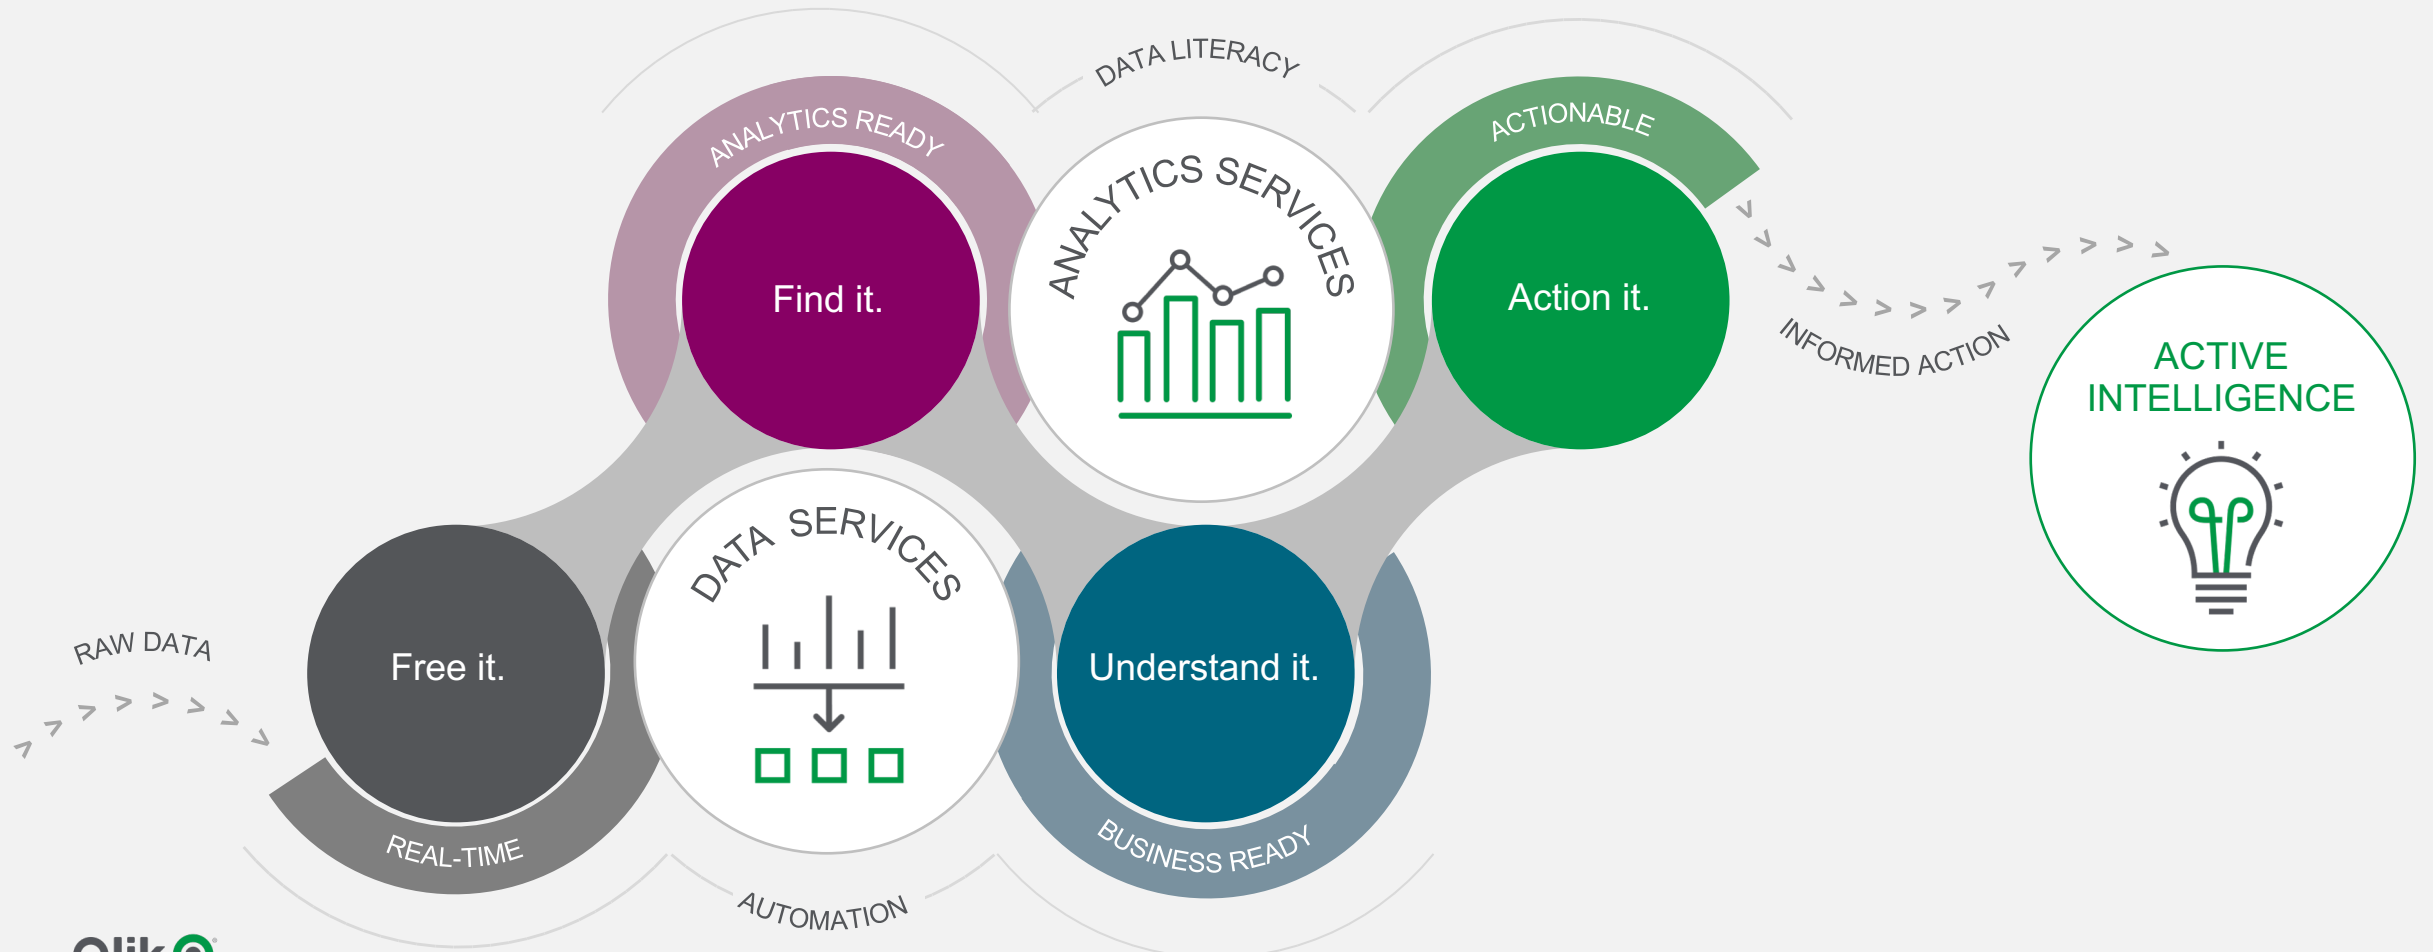 DATA LITERACY
ANALYTICS READY
ACTIONABLE
ANALYTICS SERVICES
Find it.
Action it.
INFORMED ACTION
ACTIVE
INTELLIGENCE
DATA SERVICES
RAW DATA
Free it.
Understand it.
REAL-TIME
BUSINESS READY
AUTOMATION
Qlik